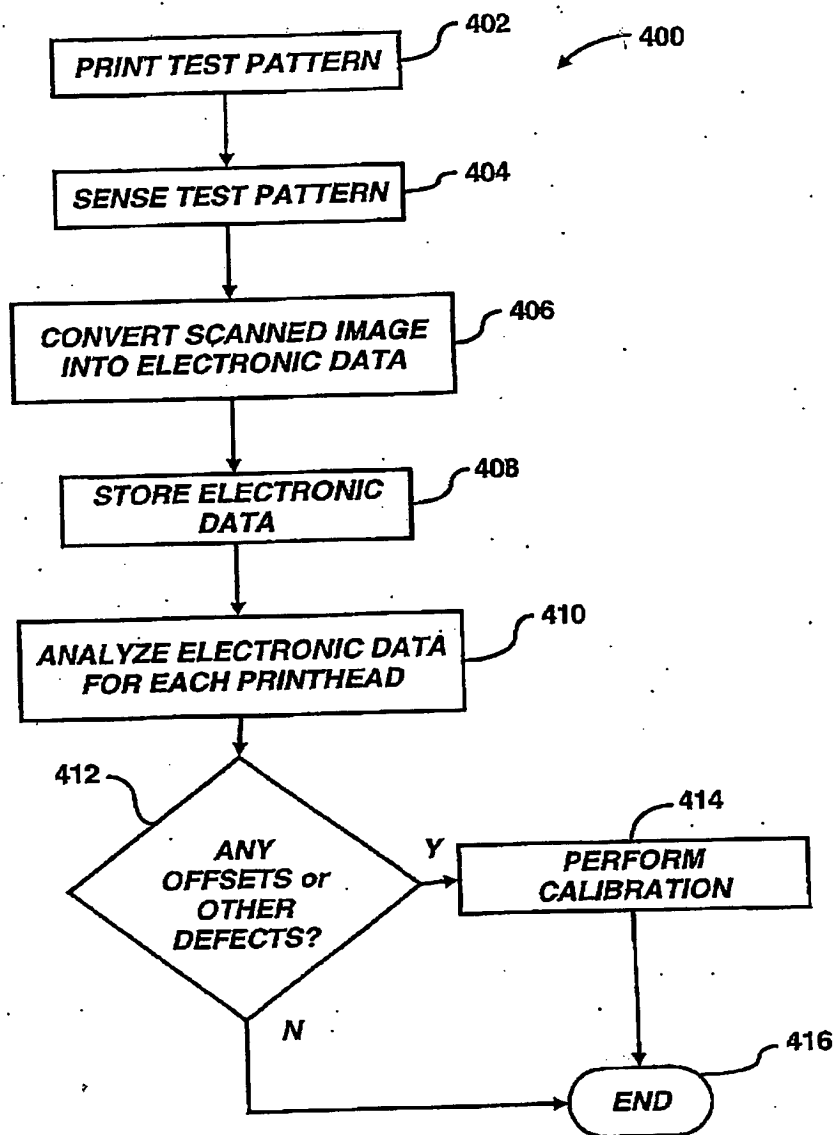 402
400
PRINT TEST PATTERN
404
SENSE TEST PATTERN
406
CONVERT SCANNED IMAGE
INTO ELECTRONIC DATA
408
STORE ELECTRONIC
DATA
410
ANALYZE ELECTRONIC DATA
FOR EACH PRINTHEAD
412
414
ANY
OFFSETS or
OTHER
DEFECTS?
Y
PERFORM
CALIBRATION
N
416
END